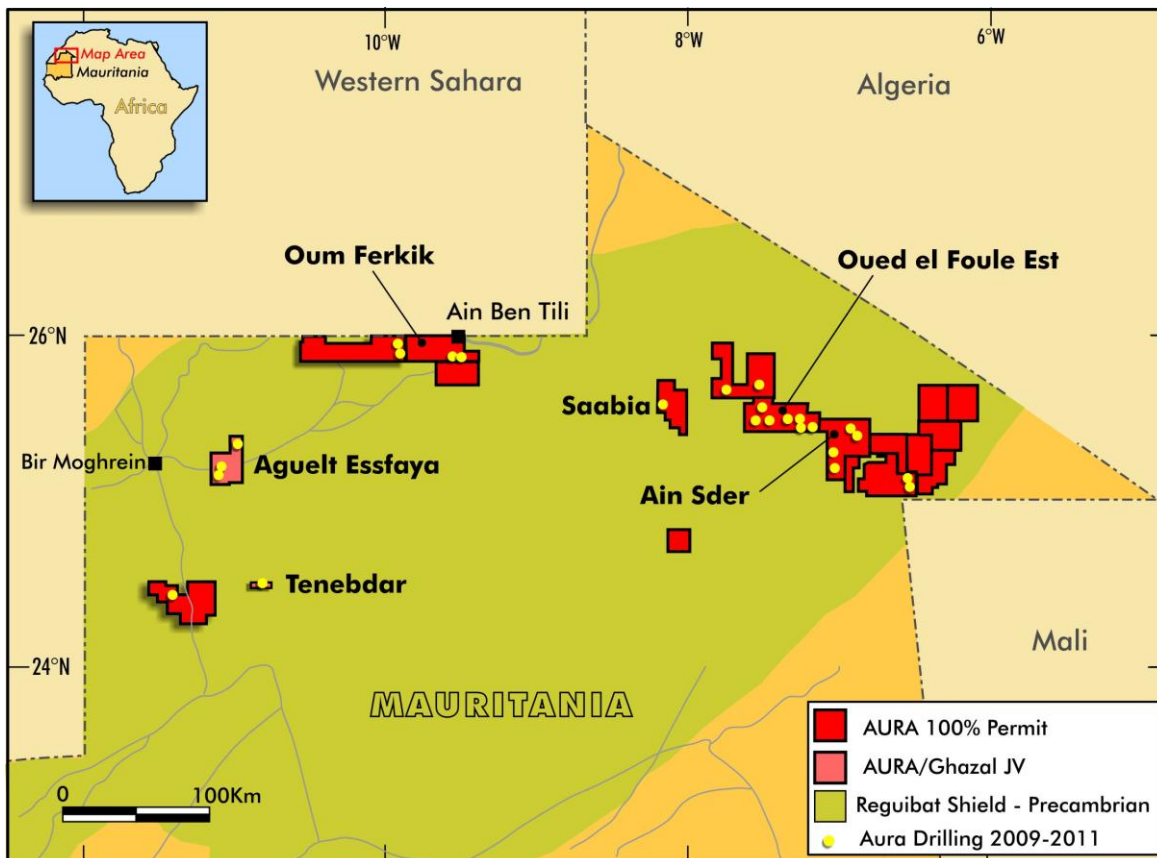 10°W
8°W
6°W
Map Area
Mauritania
Africa
Western Sahara
Algeria
Oum Ferkik
Oued el Foule Est
Ain Ben Tili
26°N
Saabia
Bir Moghrein
Aguelt Essfaya
Ain Sder
Tenebdar
Mali
24°N
MAURITANIA
AURA 100% Permit
AURA/Ghazal JV
Reguibat Shield - Precambrian
Aura Drilling 2009-2011
0 100Km